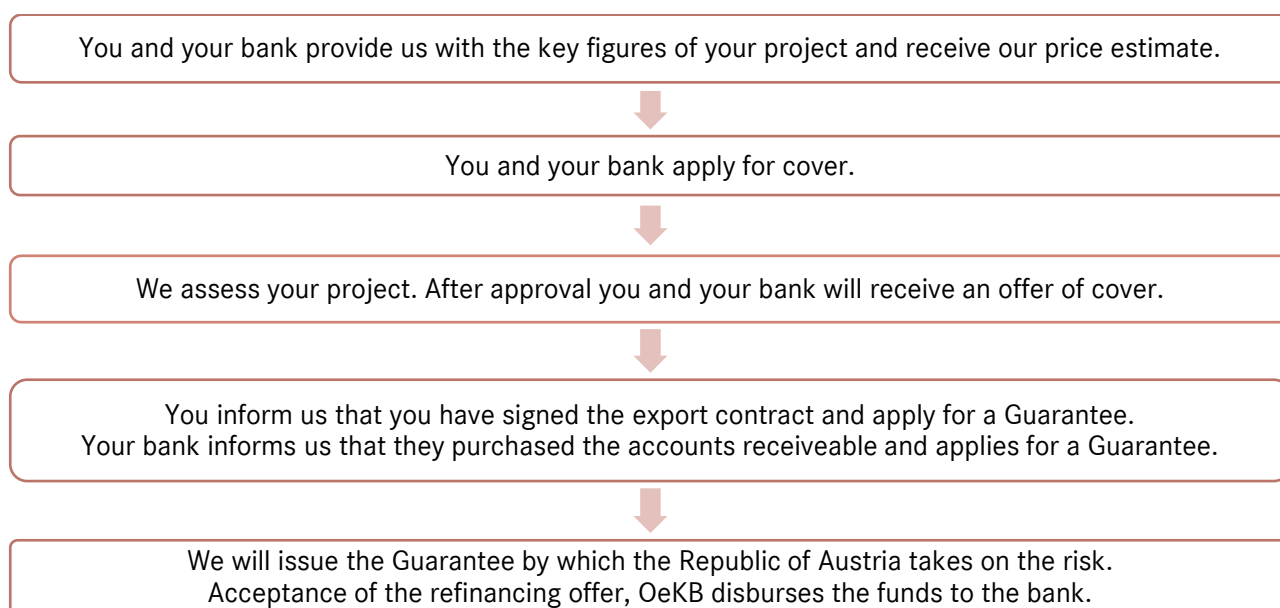 You and your bank provide us with the key figures of your project and receive our price estimate.
You and your bank apply for cover.
We assess your project. After approval you and your bank will receive an offer of cover.
You inform us that you have signed the export contract and apply for a Guarantee.
Your bank informs us that they purchased the accounts receiveable and applies for a Guarantee.
We will issue the Guarantee by which the Republic of Austria takes on the risk.
Acceptance of the refinancing offer, OeKB disburses the funds to the bank.